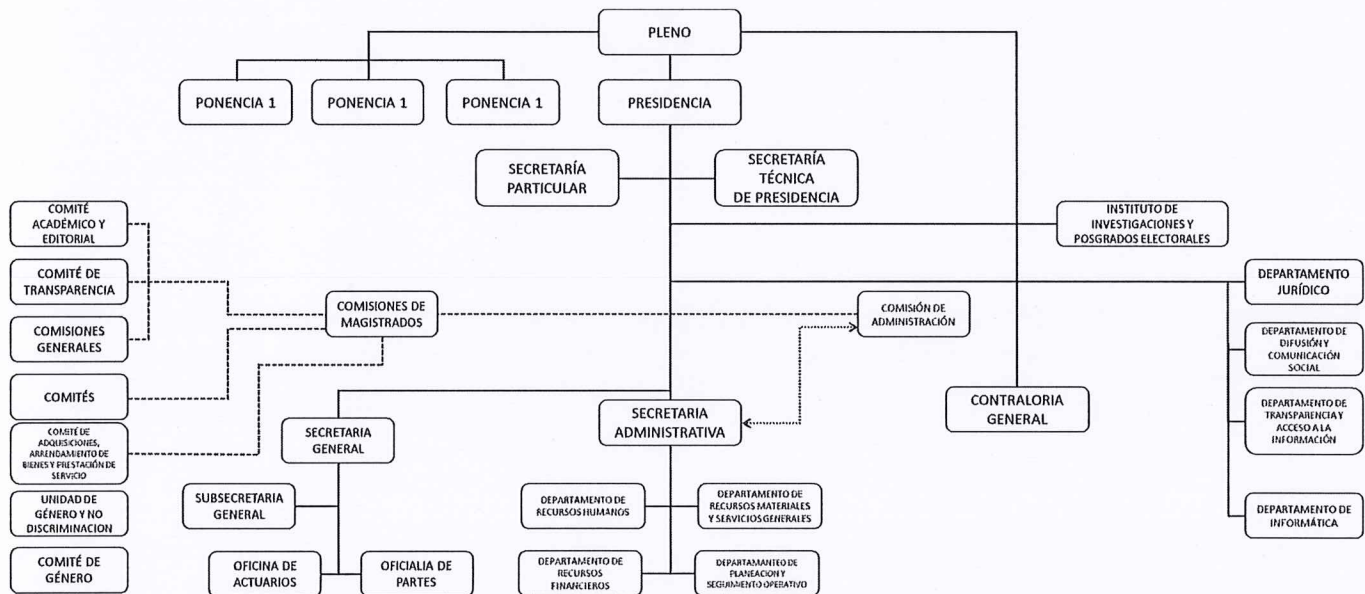 PLENO
PONENCIA 1
PONENCIA 1
PONENCIA 1
PRESIDENCIA
SECRETARÍA
PARTICULAR
SECRETARÍA
TÉCNICA
DE PRESIDENCIA
COMITÉ
ACADÉMICO Y
EDITORIAL
INSTITUTO DE
INVESTIGACIONES Y
POSGRADOS ELECTORALES
COMITÉ DE
TRANSPARENCIA
DEPARTAMENTO
JURÍDICO
COMISIONES DE
MAGISTRADOS
COMISIÓN DE
ADMINISTRACIÓN
COMISIONES
GENERALES
DEPARTAMENTO DE
DIFUSIÓN Y
COMUNICACIÓN
SOCIAL
COMITÉS
SECRETARIA
GENERAL
SECRETARIA
ADMINISTRATIVA
CONTRALORIA
GENERAL
DEPARTAMENTO DE
TRANSPARENCIA Y
ACCESO A LA
INFORMACIÓN
COMITÉ DE
ADQUISICIONES,
ARRENDAMIENTO DE
BIENES Y PRESTACIÓN DE
SERVICIO
UNIDAD DE
GÉNERO Y NO
DISCRIMINACION
SUBSECRETARIA
GENERAL
DEPARTAMENTO DE
RECURSOS HUMANOS
DEPARTAMENTO DE
RECURSOS MATERIALES
Y SERVICIOS GENERALES
DEPARTAMENTO DE
INFORMÁTICA
COMITÉ DE
GÉNERO
OFICINA DE
ACTUARIOS
OFICIALIA DE
PARTES
DEPARTAMENTO DE
RECURSOS
FINANCIEROS
DEPARTAMANTEO DE
PLANEACION Y
SEGUIMIENTO OPERATIVO